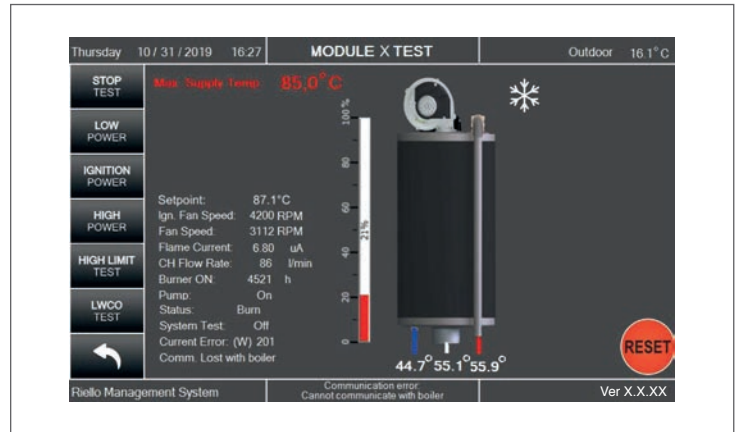 Thursday 10 / 31 / 2019 16:27 MODULE X TEST Outdoor 16.1°C
STOP
TEST
LOW
POWER
IGNITION
POWER
HIGH
POWER
HIGH LIMIT
TEST
LWCO
TEST
Max. Supply Temp. 85,0°C
Setpoint: 87.1°C
Ign. Fan Speed: 4200 RPM
Fan Speed: 3112 RPM
Flame Current: 6.80 uA
CH Flow Rate: 86 l/min
Burner ON: 4521 h
Pump: On
Status: Burn
System Test: Off
Current Error: (W) 201
Comm. Lost with boiler
100 %
80
60
40
20
0
21%
44.7° 55.1° 55.9°
RESET
Riello Management System
Communication error
Cannot communicate with boiler
Ver X.X.XX